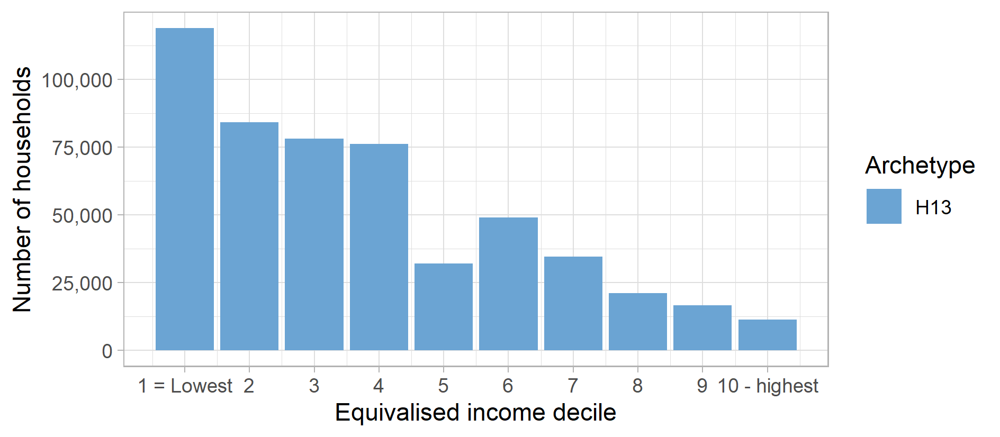 Number of households
100,000
75,000
50,000
25,000
0
1 = Lowest 2 3 4 5 6 7 8 9 10 - highest
Equivalised income decile
Archetype
H13